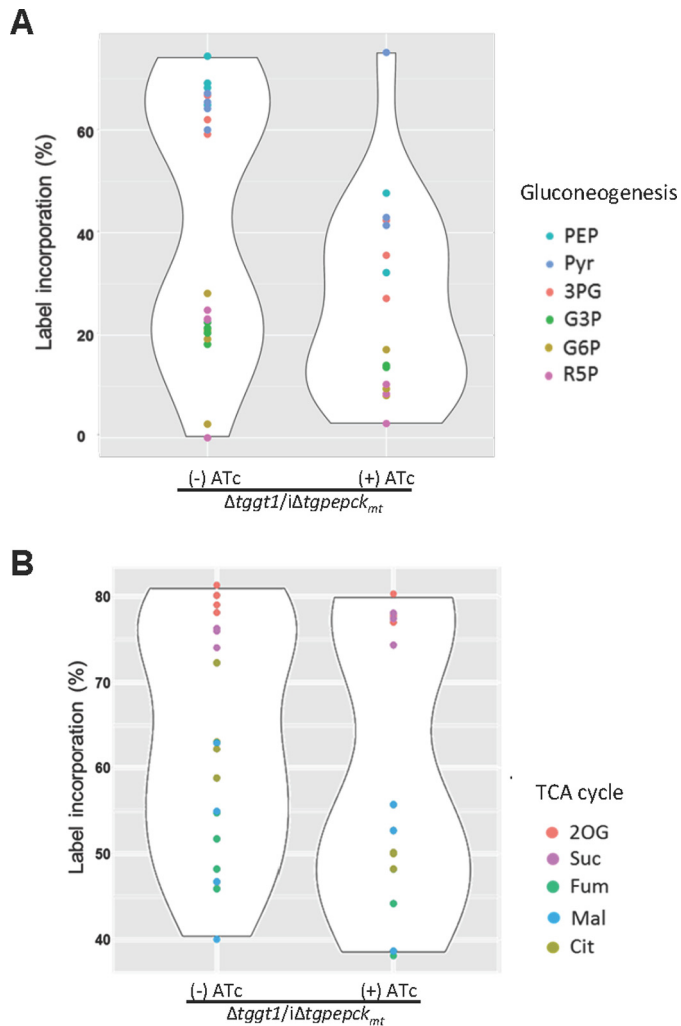 A
Label incorporation (%)
60
40
20
0
(-) ATc (+) ATc
Δtggt1/iΔtgpepckmt
Gluconeogenesis
PEP
Pyr
3PG
G3P
G6P
R5P
B
Label incorporation (%)
80
70
60
50
40
(-) ATc (+) ATc
Δtggt1/iΔtgpepckmt
TCA cycle
2OG
Suc
Fum
Mal
Cit